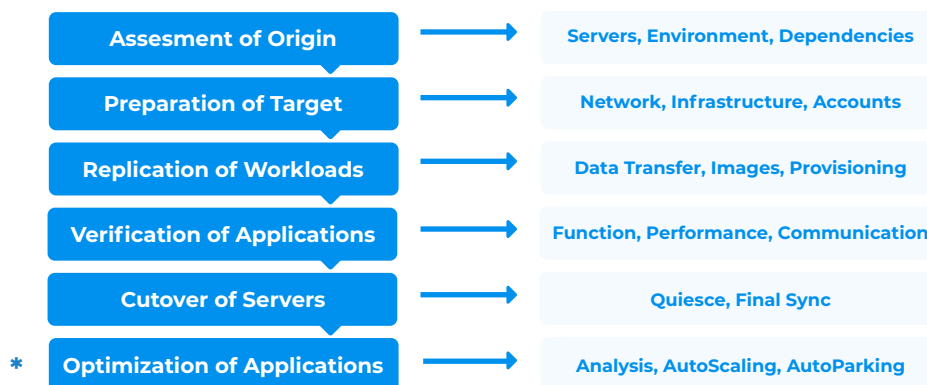 Assesment of Origin
Servers, Environment, Dependencies
Preparation of Target
Network, Infrastructure, Accounts
Replication of Workloads
Data Transfer, Images, Provisioning
Verification of Applications
Function, Performance, Communication
Cutover of Servers
Quiesce, Final Sync
* Optimization of Applications
Analysis, AutoScaling, AutoParking